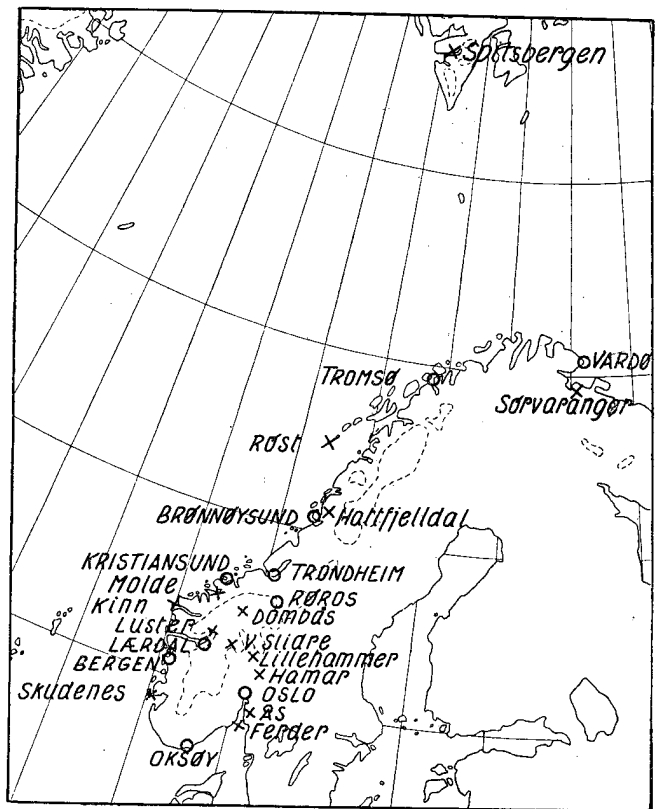 Spitsbergen
VARDØ
TROMSØ
Sørvaranger
Røst
BRØNNØYSUND
Hattfjelldal
KRISTIANSUND
TRONDHEIM
Molde
RØROS
Kinn
Dombås
Luster
LÆRDAL
V. Slidre
BERGEN
Lillehammer
Hamar
Skudenes
OSLO
ÅS
Ferder
OKSØY